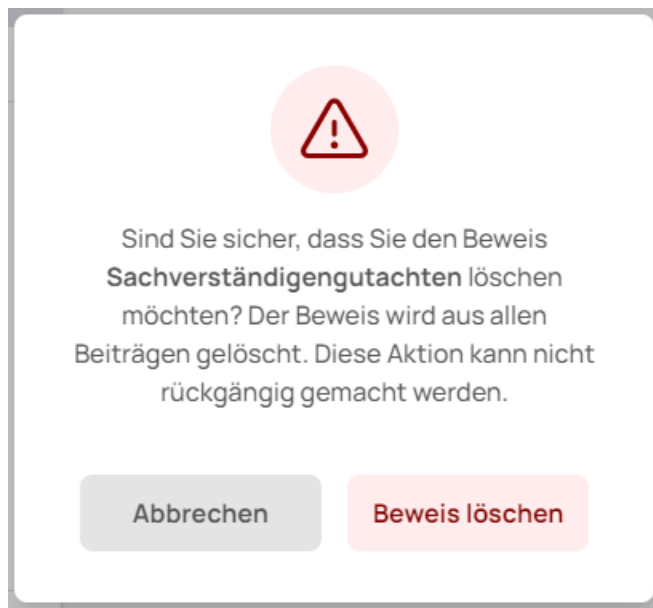 Sind Sie sicher, dass Sie den Beweis
Sachverständigengutachten löschen
möchten? Der Beweis wird aus allen
Beiträgen gelöscht. Diese Aktion kann nicht
rückgängig gemacht werden.
Abbrechen
Beweis löschen